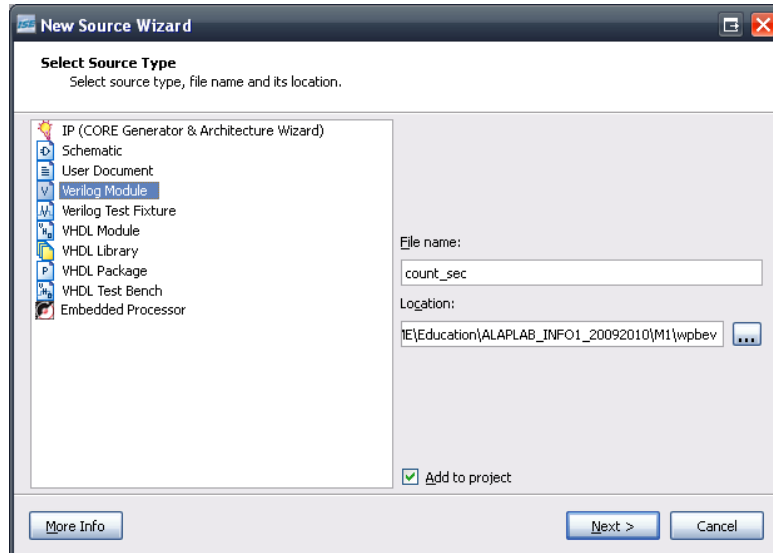 ISE New Source Wizard
Select Source Type
Select source type, file name and its location.
IP (CORE Generator & Architecture Wizard)
Schematic
User Document
Verilog Module
Verilog Test Fixture
VHDL Module
VHDL Library
VHDL Package
VHDL Test Bench
Embedded Processor
File name:
count_sec
Location:
E\Education\ALAPLAB_INFO1_20092010\M1\wpbev
...
Add to project
More Info
Next >
Cancel